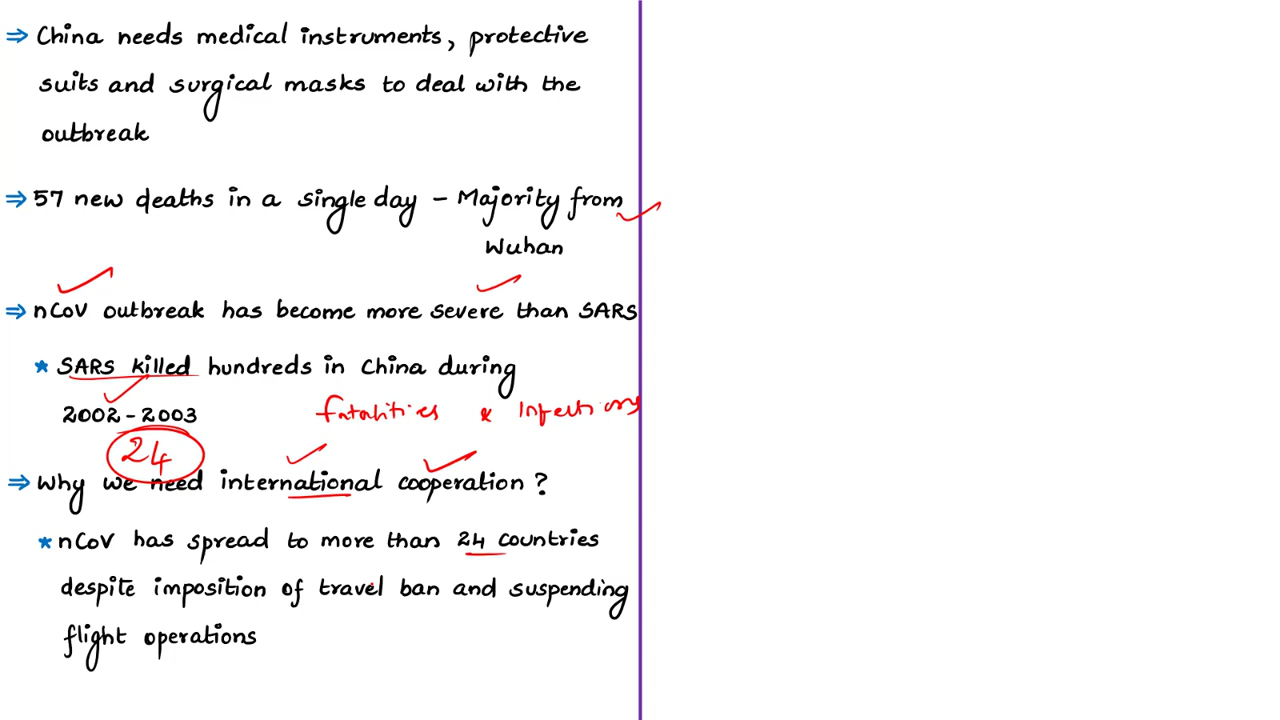 ⇒ China needs medical instruments, protective
suits and surgical masks to deal with the
outbreak
⇒ 57 new deaths in a single day – Majority from
Wuhan
⇒ nCoV outbreak has become more severe than SARS
* SARS killed hundreds in China during
2002 - 2003
fatalities * Infections
24
⇒ Why we need international cooperation ?
* nCoV has spread to more than 24 countries
despite imposition of travel ban and suspending
flight operations